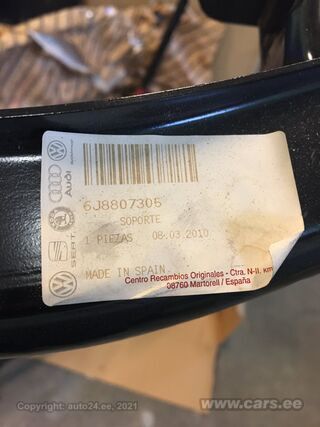 Audi
SEAT
6J8807305
SOPORTE
1 PIEZAS 08.03.2010
MADE IN SPAIN
Centro Recambios Originales - Ctra. N-II, km
08760 Martorell / España
Copyright: auto24.ee, 2021
www.cars.ee